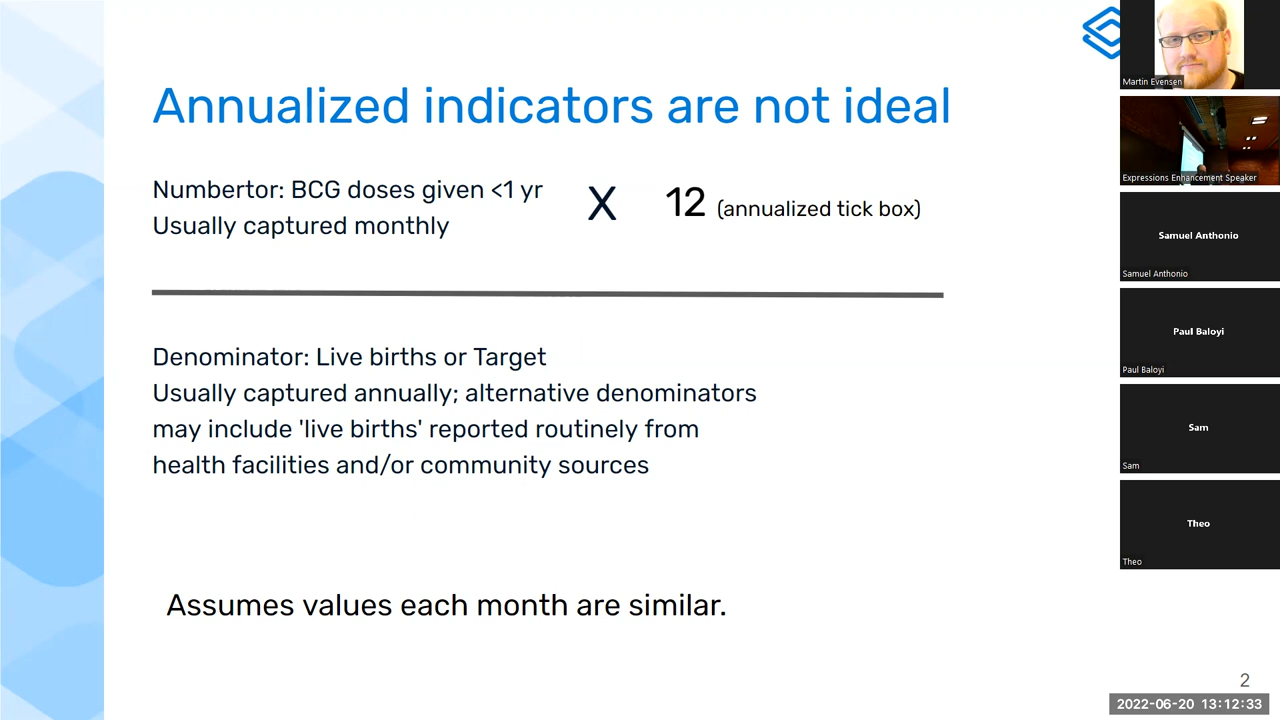 Annualized indicators are not ideal
Numbertor: BCG doses given <1 yr
Usually captured monthly
X 12 (annualized tick box)
Denominator: Live births or Target
Usually captured annually; alternative denominators
may include 'live births' reported routinely from
health facilities and/or community sources
Assumes values each month are similar.
2
Martin Evensen
Expressions Enhancement Speaker
Samuel Anthonio
Samuel Anthonio
Paul Baloyi
Paul Baloyi
Sam
Sam
Theo
Theo
2022-06-20 13:12:33